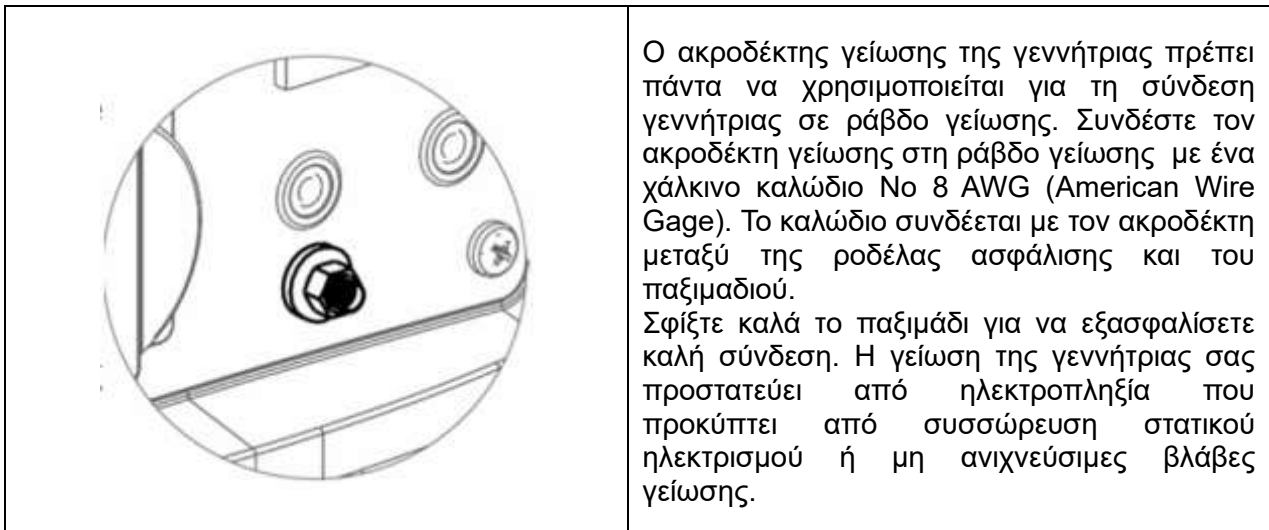 Ο ακροδέκτης γείωσης της γεννήτριας πρέπει
πάντα να χρησιμοποιείται για τη σύνδεση
γεννήτριας σε ράβδο γείωσης. Συνδέστε τον
ακροδέκτη γείωσης στη ράβδο γείωσης με ένα
χάλκινο καλώδιο Νο 8 AWG (American Wire
Gage). Το καλώδιο συνδέεται με τον ακροδέκτη
μεταξύ της ροδέλας ασφάλισης και του
παξιμαδιού.
Σφίξτε καλά το παξιμάδι για να εξασφαλίσετε
καλή σύνδεση. Η γείωση της γεννήτριας σας
προστατεύει από ηλεκτροπληξία που
προκύπτει από συσσώρευση στατικού
ηλεκτρισμού ή μη ανιχνεύσιμες βλάβες
γείωσης.